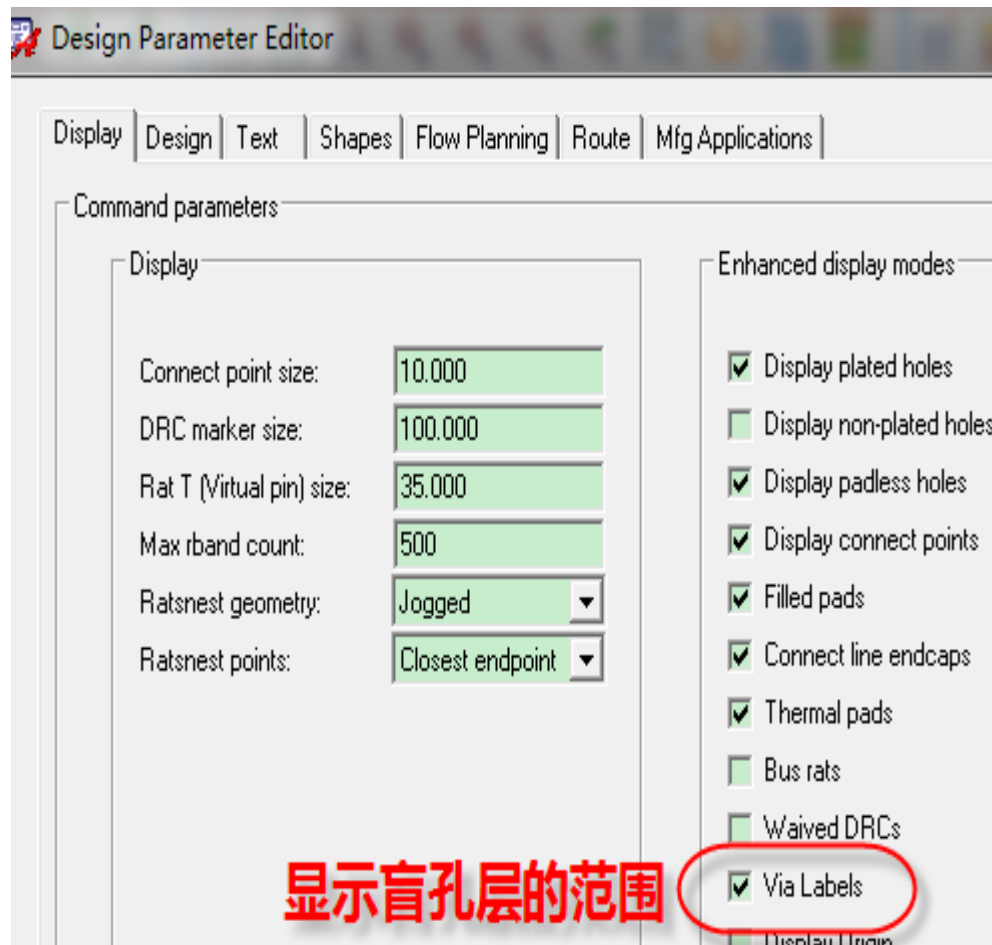 Design Parameter Editor
Display Design Text Shapes Flow Planning Route Mfg Applications
Command parameters
Display
Connect point size: 10.000
DRC marker size: 100.000
Rat T (Virtual pin) size: 35.000
Max rband count: 500
Ratsnest geometry: Jogged
Ratsnest points: Closest endpoint
Enhanced display modes
Display plated holes
Display non-plated holes
Display padless holes
Display connect points
Filled pads
Connect line endcaps
Thermal pads
Bus rats
Waived DRCs
显示盲孔层的范围
Via Labels
Display Origin